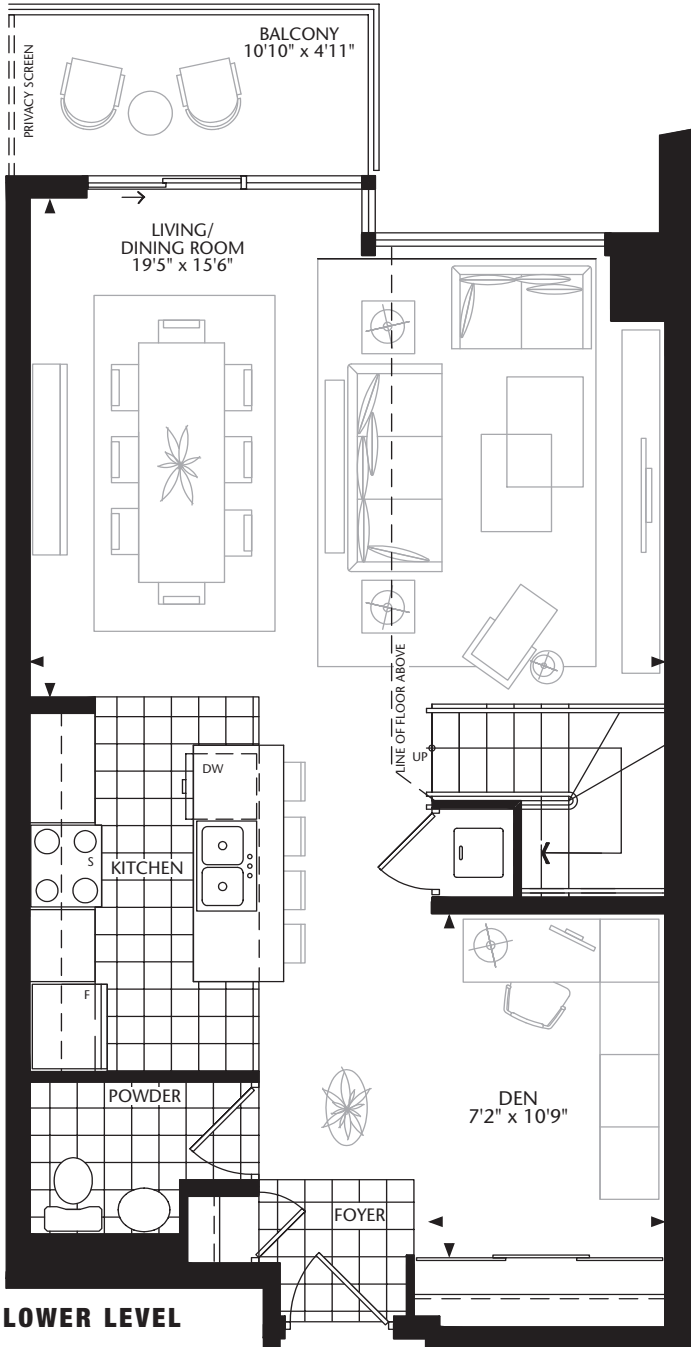 BALCONY
10'10" x 4'11"
PRIVACY SCREEN
LIVING/
DINING ROOM
19'5" x 15'6"
LINE OF FLOOR ABOVE
UP
DW
S
KITCHEN
F
POWDER
DEN
7'2" x 10'9"
FOYER
LOWER LEVEL